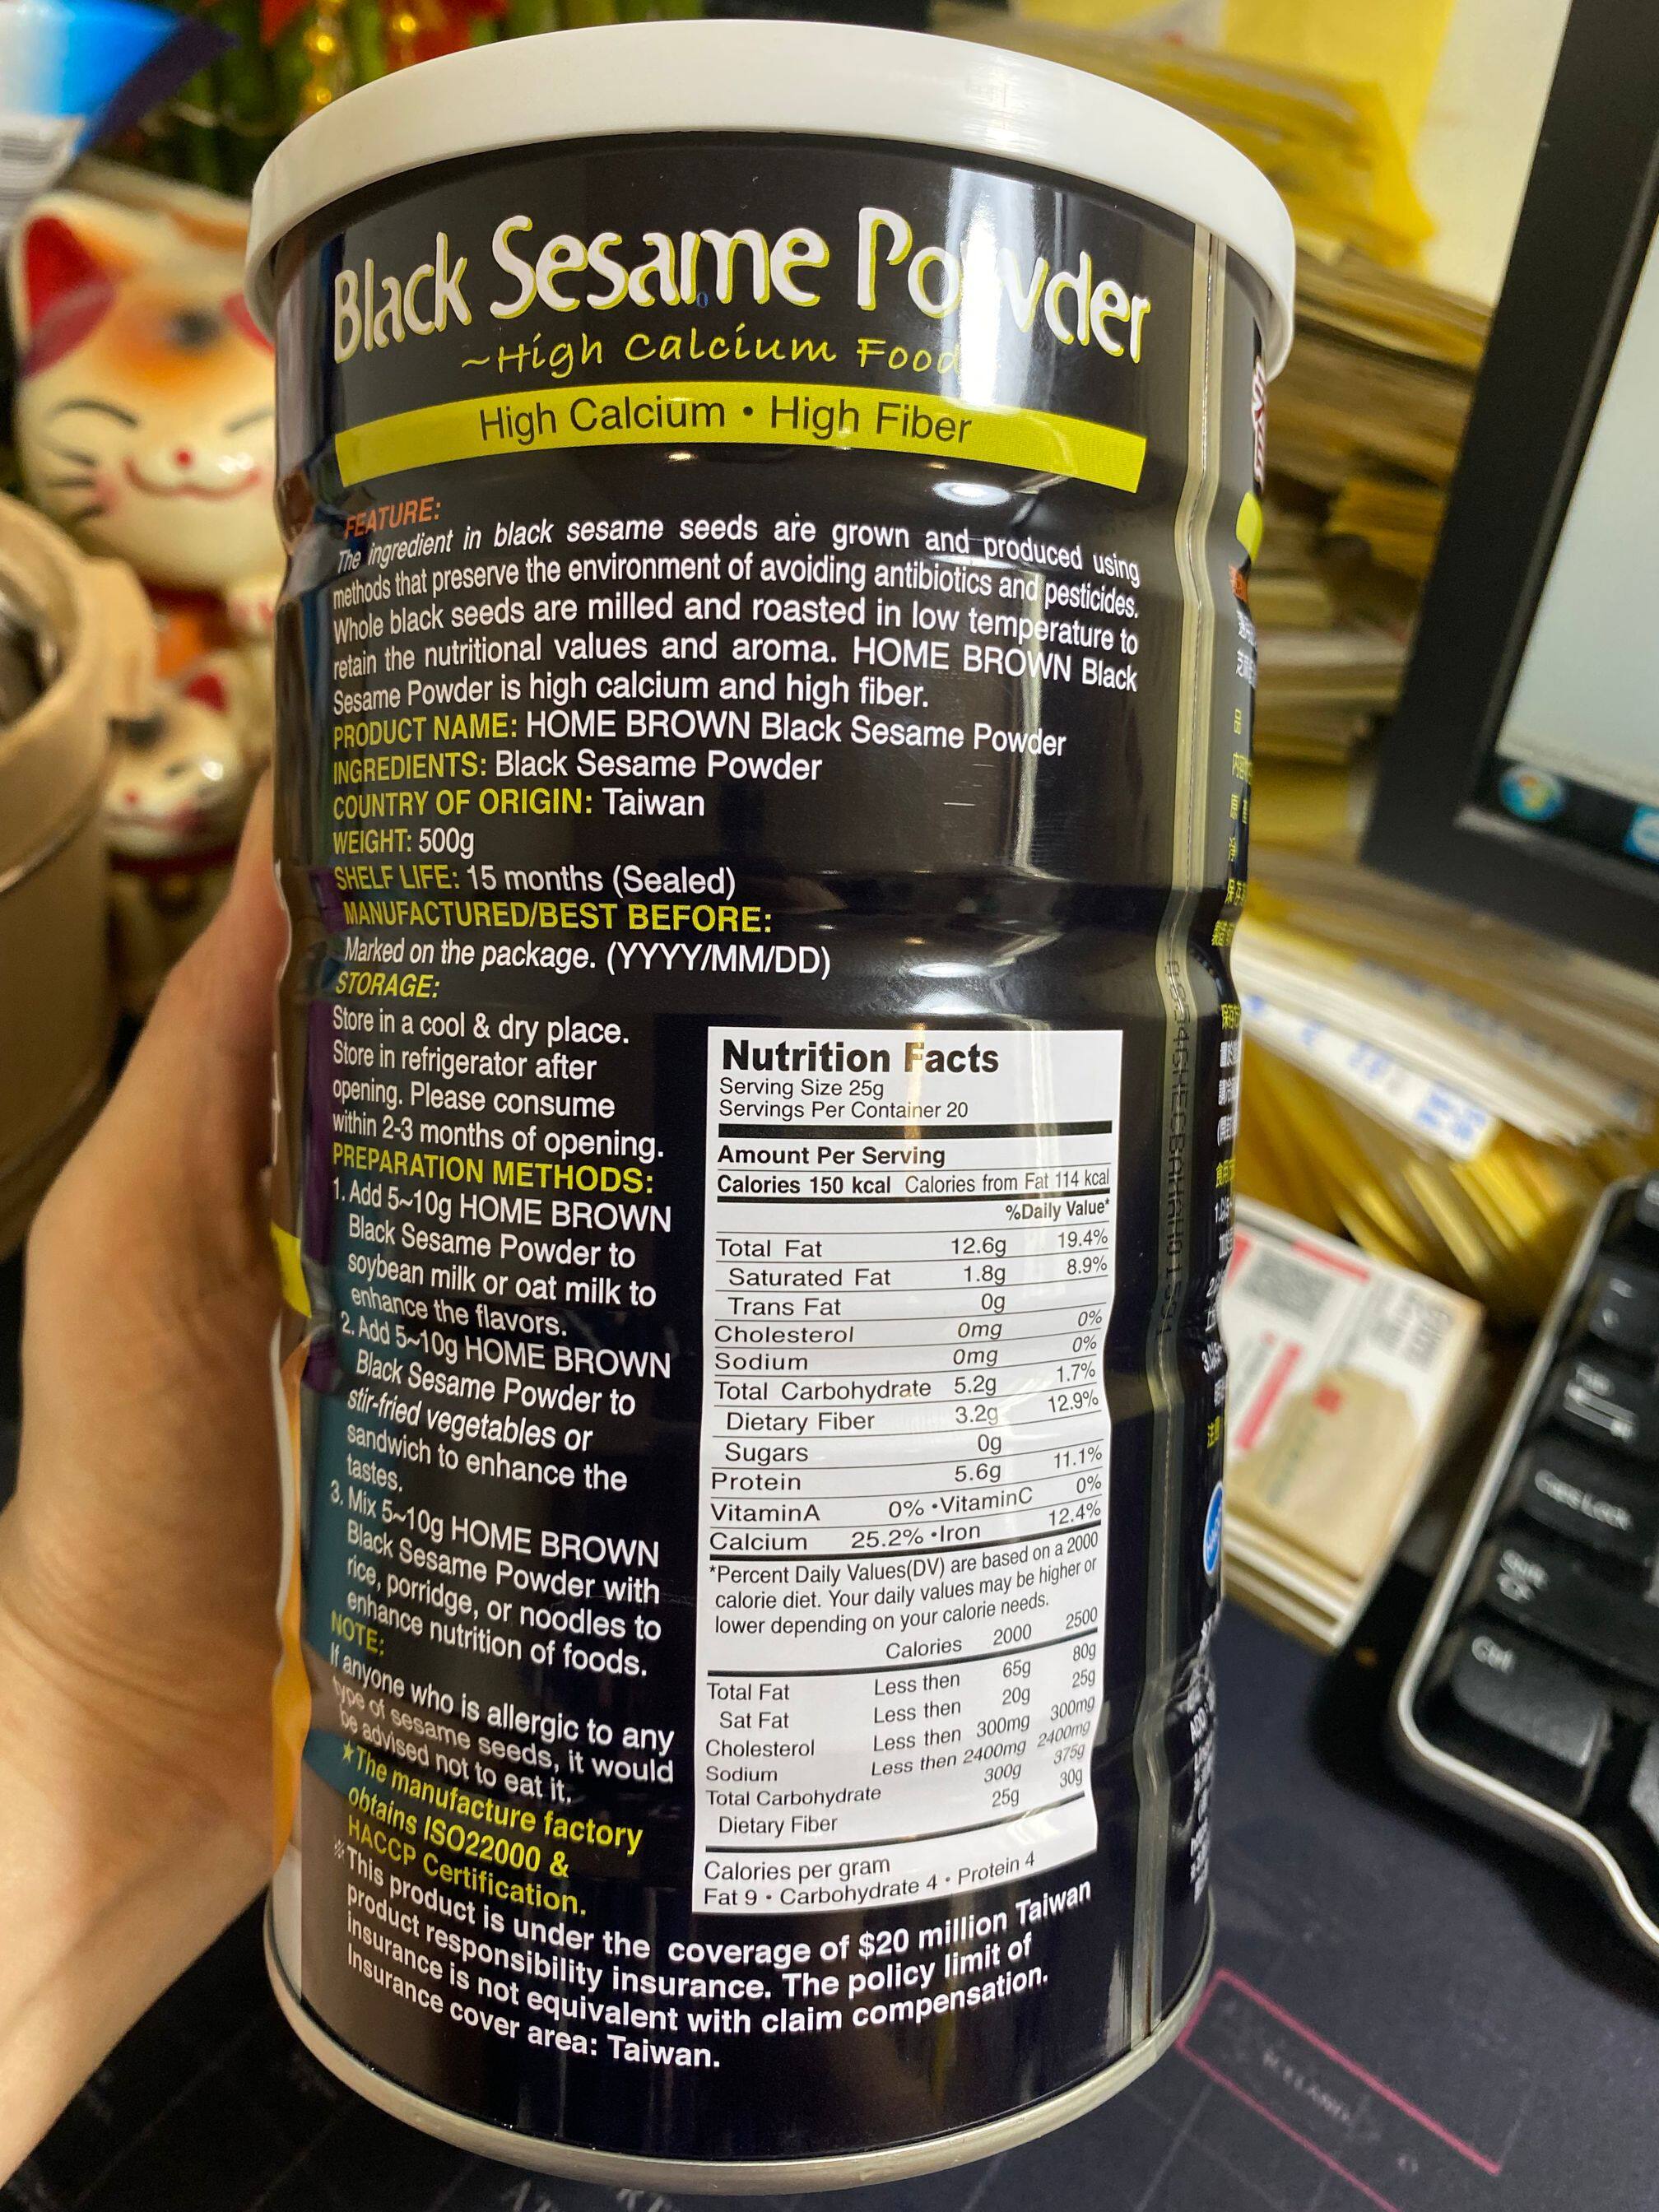 Black Sesame Powder
~High Calcium Food
High Calcium • High Fiber
FEATURE:
The ingredient in black sesame seeds are grown and produced using
methods that preserve the environment of avoiding antibiotics and pesticides.
Whole black seeds are milled and roasted in low temperature to
retain the nutritional values and aroma. HOME BROWN Black
Sesame Powder is high calcium and high fiber.
PRODUCT NAME: HOME BROWN Black Sesame Powder
INGREDIENTS: Black Sesame Powder
COUNTRY OF ORIGIN: Taiwan
WEIGHT: 500g
SHELF LIFE: 15 months (Sealed)
MANUFACTURED/BEST BEFORE:
Marked on the package. (YYYY/MM/DD)
STORAGE:
Store in a cool & dry place.
Store in refrigerator after
opening. Please consume
within 2-3 months of opening.
PREPARATION METHODS:
1. Add 5~10g HOME BROWN
Black Sesame Powder to
soybean milk or oat milk to
enhance the flavors.
2. Add 5~10g HOME BROWN
Black Sesame Powder to
stir-fried vegetables or
sandwich to enhance the
tastes.
3. Mix 5~10g HOME BROWN
Black Sesame Powder with
rice, porridge, or noodles to
enhance nutrition of foods.
NOTE:
If anyone who is allergic to any
type of sesame seeds, it would
be advised not to eat it.
★The manufacture factory
obtains ISO22000 &
HACCP Certification.
※This product is under the coverage of $20 million Taiwan
product responsibility insurance. The policy limit of
insurance is not equivalent with claim compensation.
Insurance cover area: Taiwan.
Nutrition Facts
Serving Size 25g
Servings Per Container 20
Amount Per Serving
Calories 150 kcal Calories from Fat 114 kcal
%Daily Value*
Total Fat 12.6g 19.4%
Saturated Fat 1.8g 8.9%
Trans Fat 0g
Cholesterol 0mg 0%
Sodium 0mg 0%
Total Carbohydrate 5.2g 1.7%
Dietary Fiber 3.2g 12.9%
Sugars 0g
Protein 5.6g 11.1%
VitaminA 0% •VitaminC 0%
Calcium 25.2% •Iron 12.4%
*Percent Daily Values(DV) are based on a 2000
calorie diet. Your daily values may be higher or
lower depending on your calorie needs.
Calories 2000 2500
Total Fat Less then 65g 80g
Sat Fat Less then 20g 25g
Cholesterol Less then 300mg 300mg
Sodium Less then 2400mg 2400mg
Total Carbohydrate 300g 375g
Dietary Fiber 25g 30g
Calories per gram
Fat 9 • Carbohydrate 4 • Protein 4
Caps Lock
Shift
Ctrl